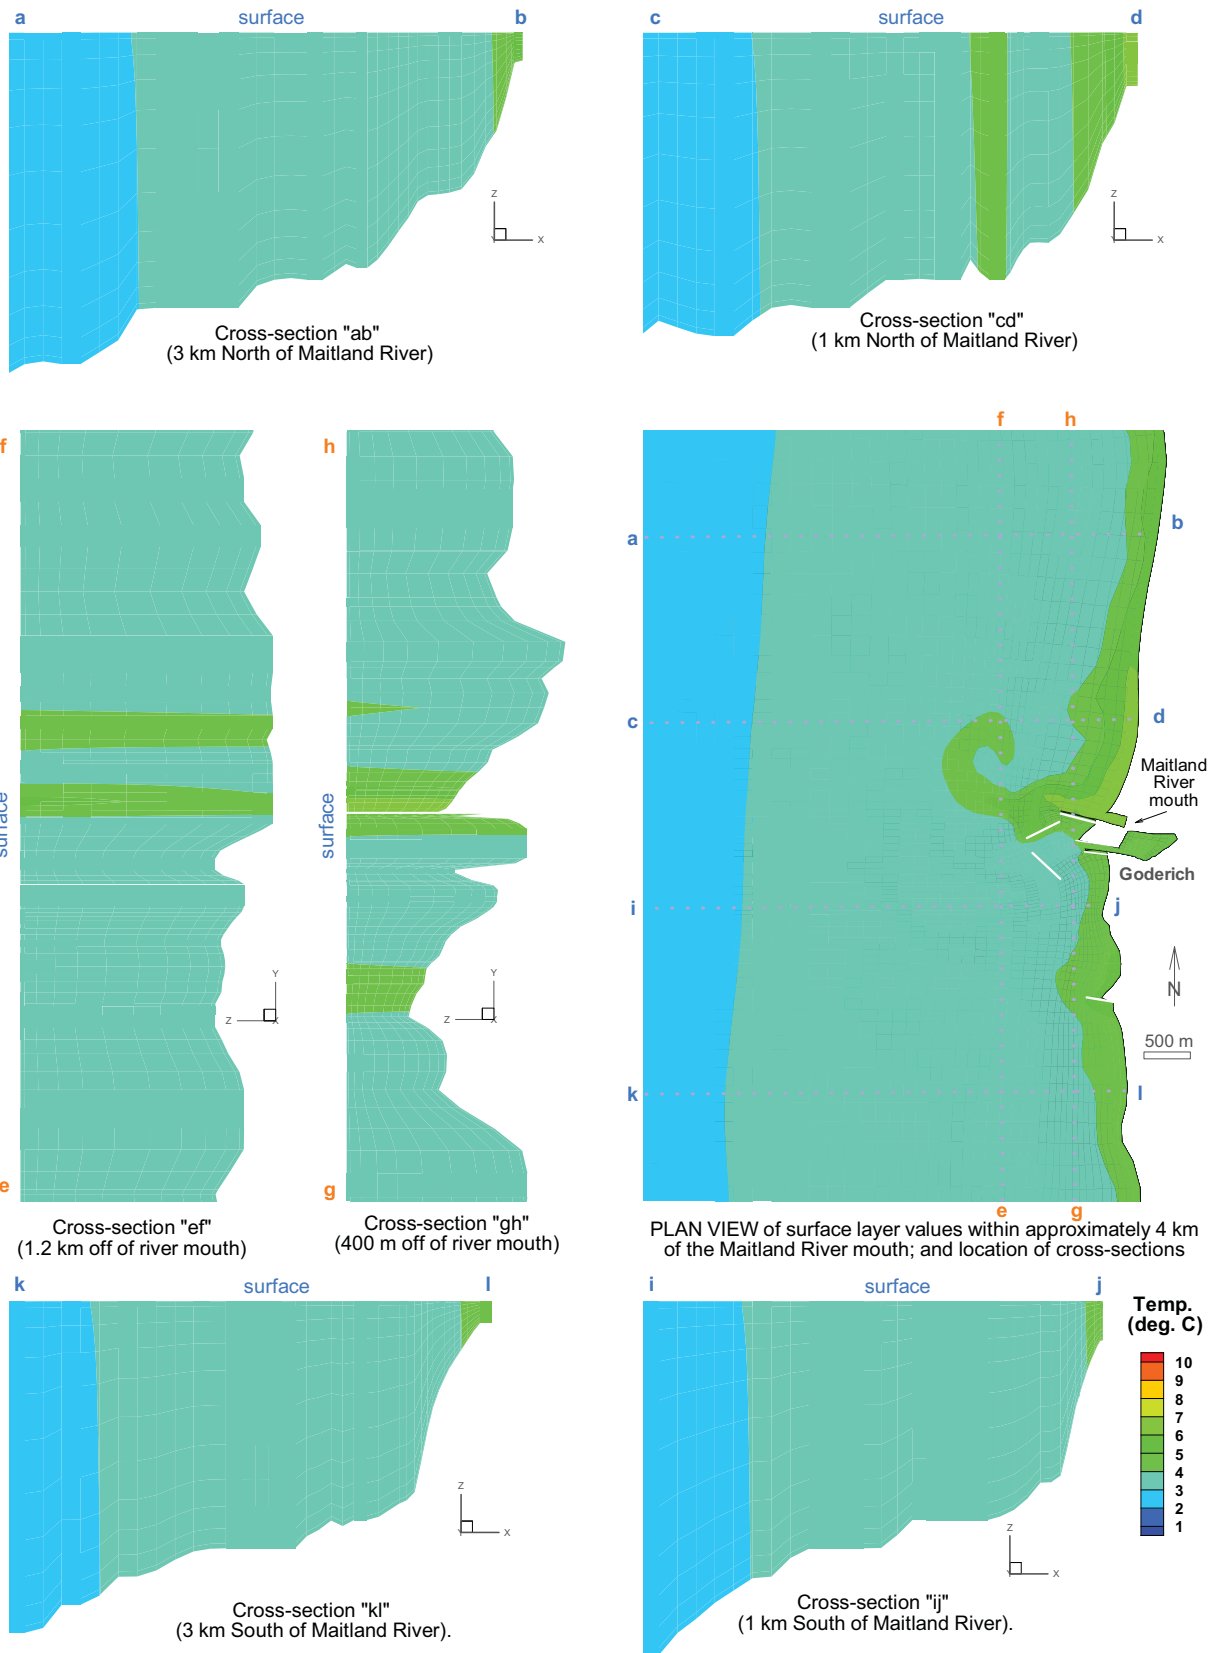 a surface b
c surface d
Z
X
Y
Z
X
Y
Cross-section "ab"
(3 km North of Maitland River)
Cross-section "cd"
(1 km North of Maitland River)
f
h
surface
surface
Y
Z
X
Y
Z
X
e
g
Cross-section "ef"
(1.2 km off of river mouth)
Cross-section "gh"
(400 m off of river mouth)
f h
a
b
c
d
Maitland
River
mouth
Goderich
i
j
N
500 m
k
l
e g
PLAN VIEW of surface layer values within approximately 4 km
of the Maitland River mouth; and location of cross-sections
k surface l
Z
X
Y
Cross-section "kl"
(3 km South of Maitland River).
i surface j
Z
X
Y
Cross-section "ij"
(1 km South of Maitland River).
Temp.
(deg. C)
10
9
8
7
6
5
4
3
2
1